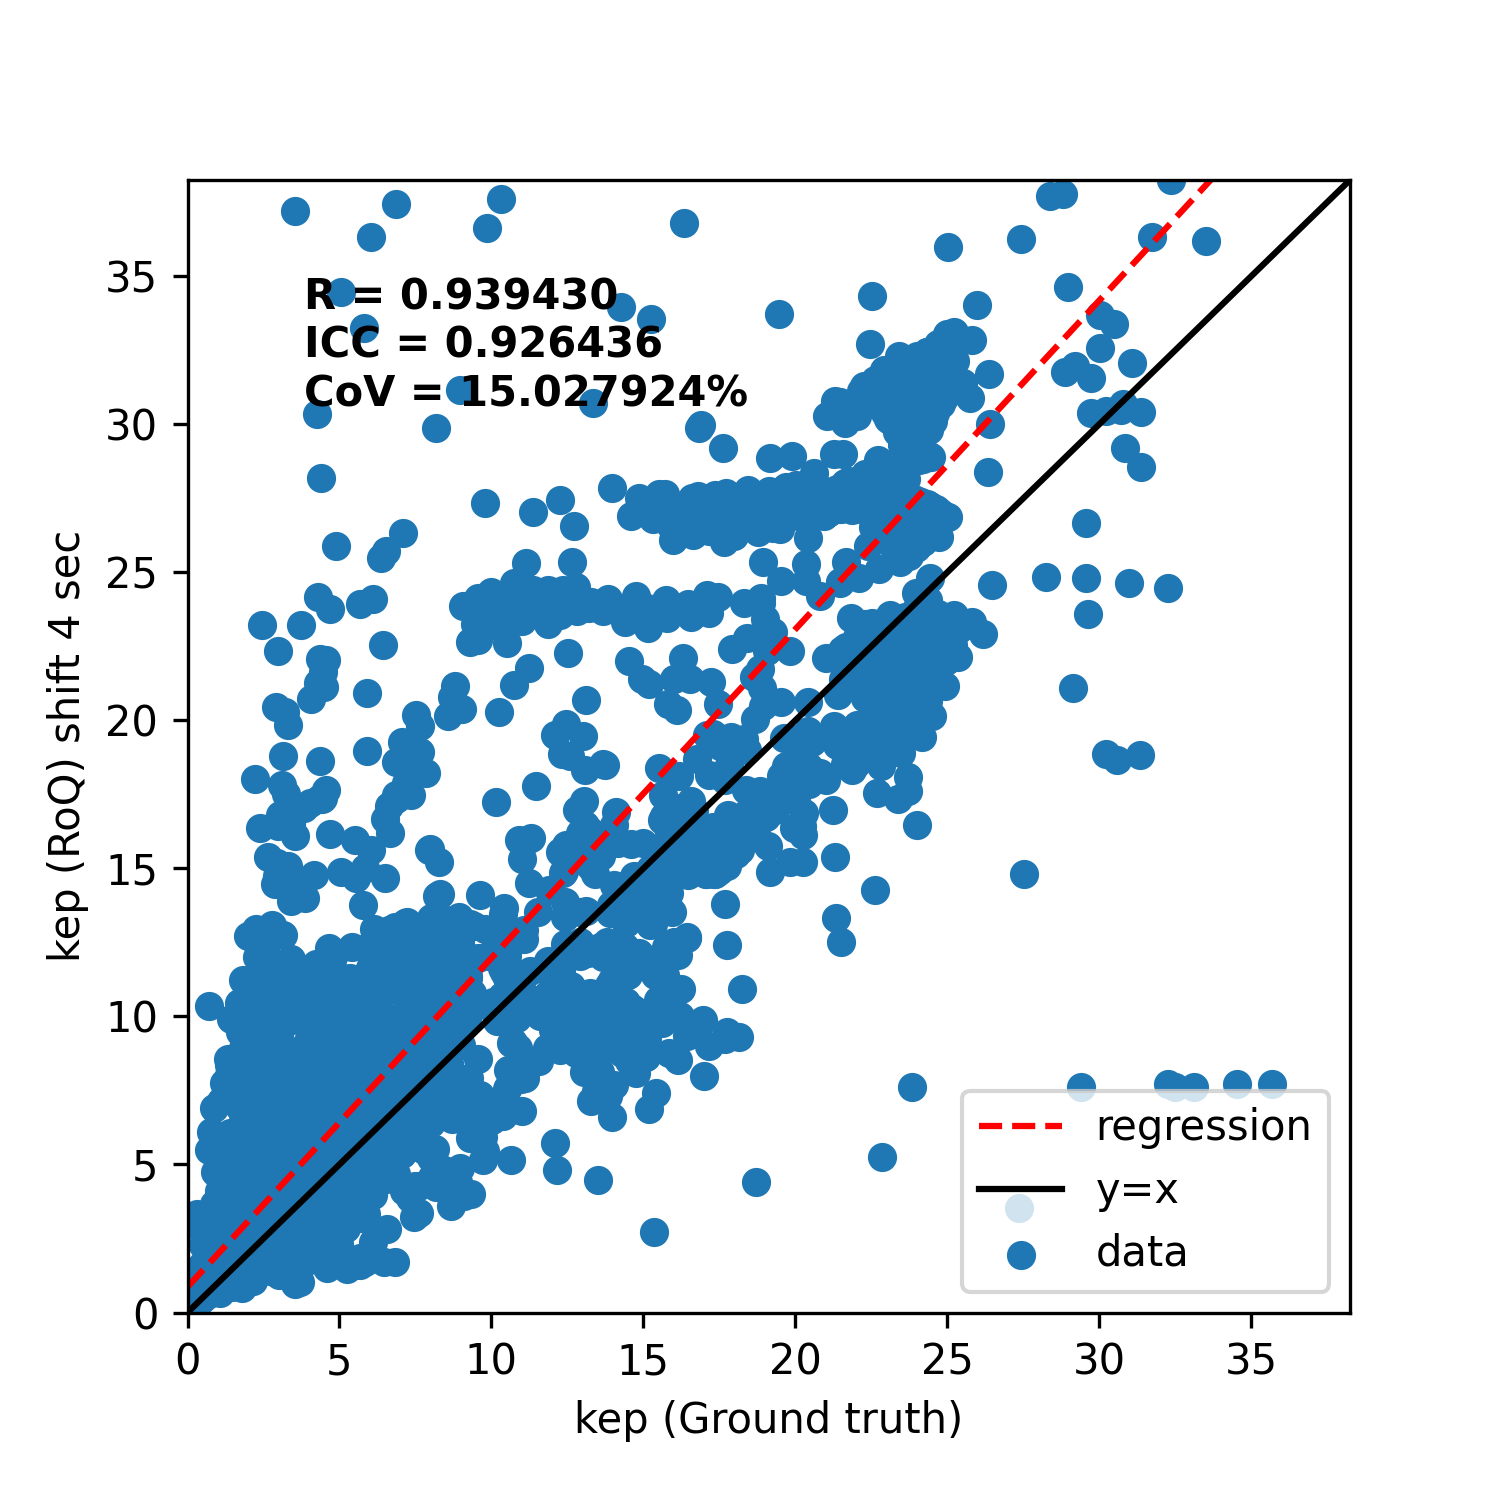 R = 0.939430
ICC = 0.926436
CoV = 15.027924%
35
30
25
20
15
10
5
0
kep (RoQ) shift 4 sec
0 5 10 15 20 25 30 35
kep (Ground truth)
regression
y=x
data